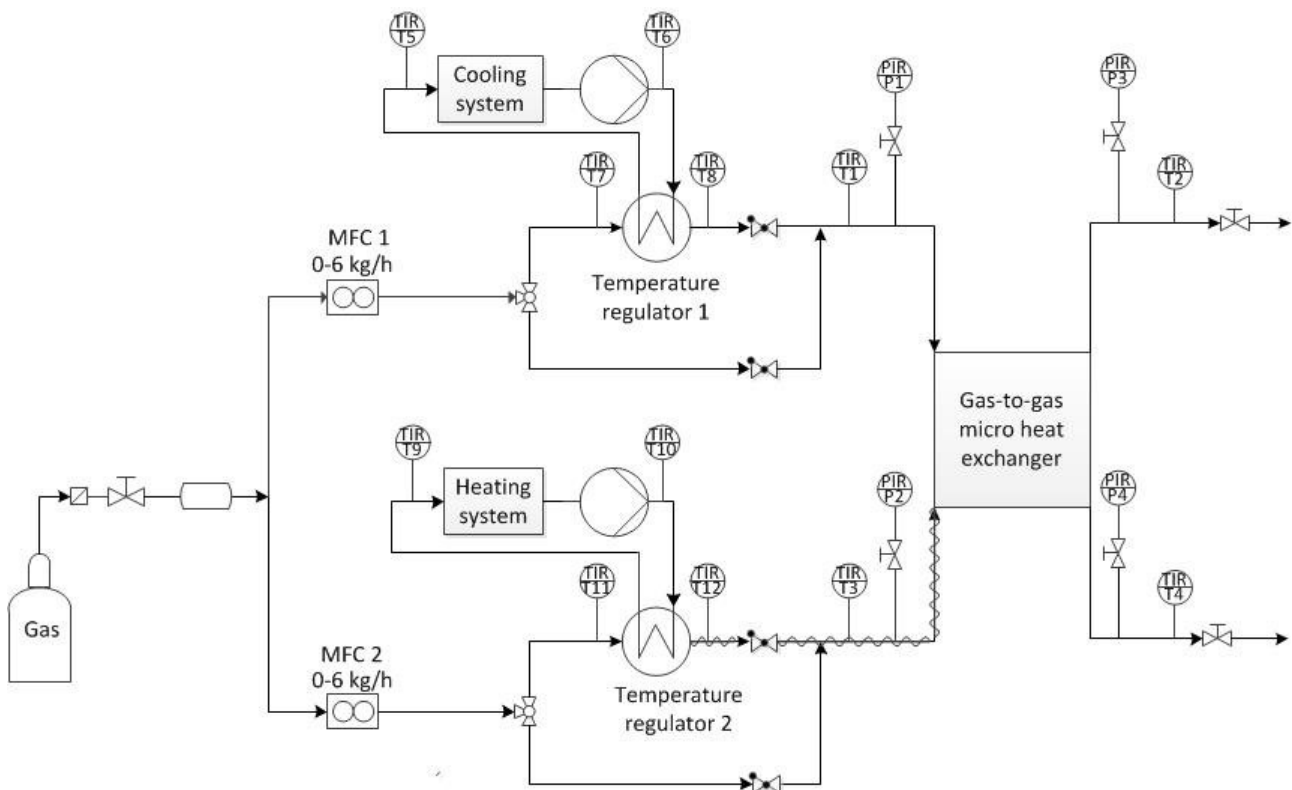 TIR
T5
TIR
T6
Cooling
system
PIR
P1
PIR
P3
TIR
T7
TIR
T8
TIR
T1
TIR
T2
MFC 1
0-6 kg/h
Temperature
regulator 1
Gas-to-gas
micro heat
exchanger
TIR
T9
TIR
T10
Heating
system
PIR
P2
PIR
P4
TIR
T11
TIR
T12
TIR
T3
TIR
T4
Gas
MFC 2
0-6 kg/h
Temperature
regulator 2